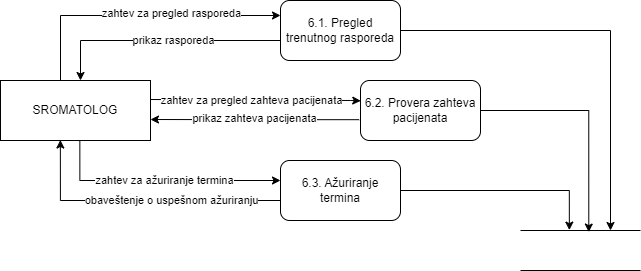 zahtev za pregled rasporeda
6.1. Pregled
trenutnog rasporeda
prikaz rasporeda
SROMATOLOG
zahtev za pregled zahteva pacijenata
prikaz zahteva pacijenata
6.2. Provera zahteva
pacijenata
zahtev za ažuriranje termina
obaveštenje o uspešnom ažuriranju
6.3. Ažuriranje
termina